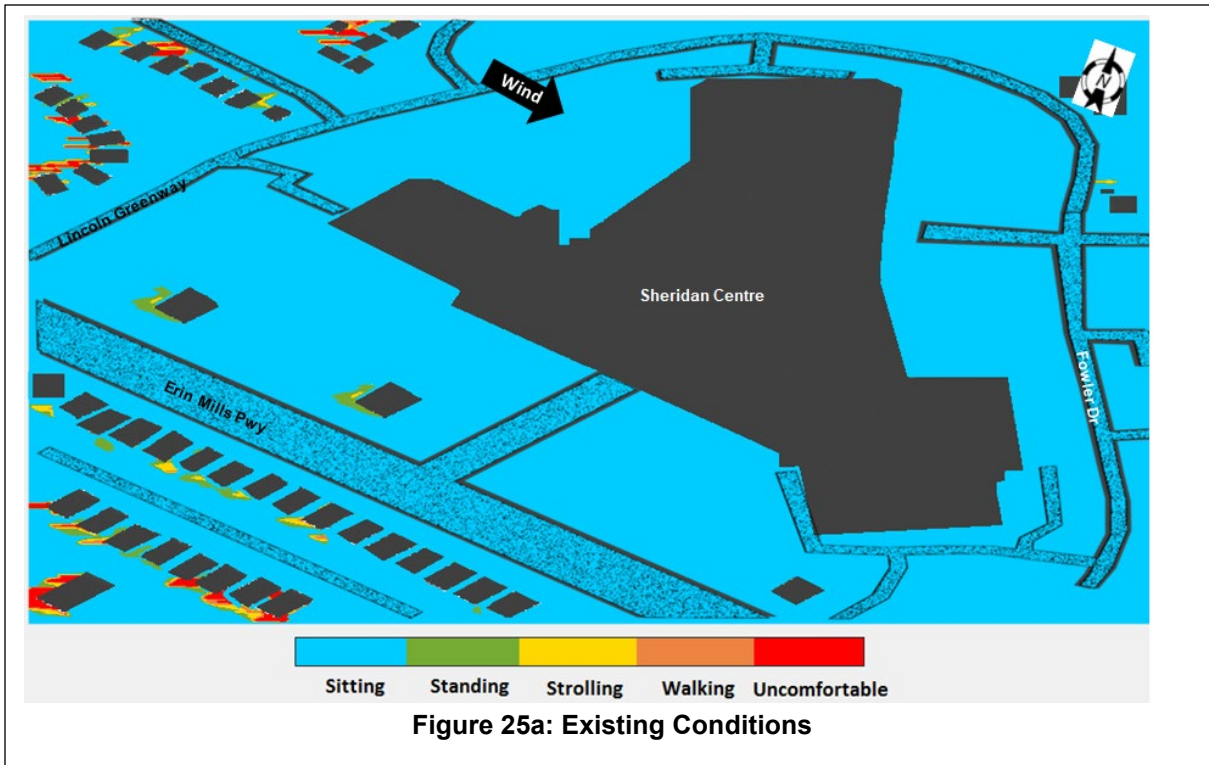 Wind
N
Lincoln Greenway
Sheridan Centre
Erin Mills Pwy
Fowler Dr
Sitting Standing Strolling Walking Uncomfortable
Figure 25a: Existing Conditions